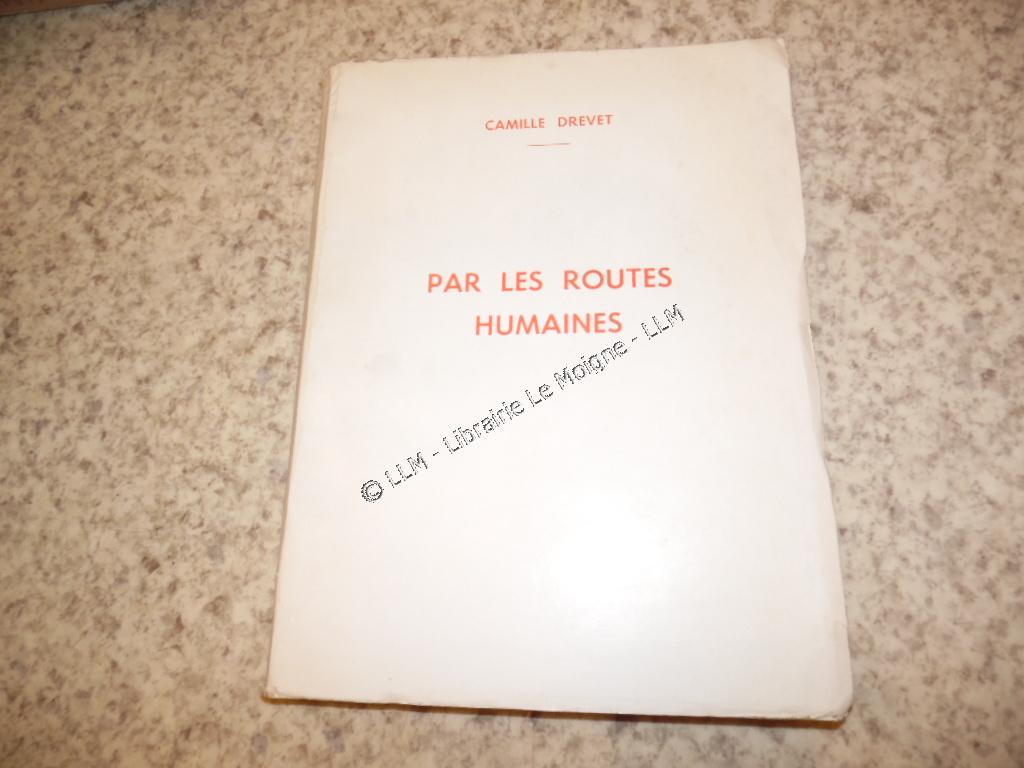 CAMILLE DREVET
PAR LES ROUTES
HUMAINES
© LLM - Librairie Le Moigne - LLM